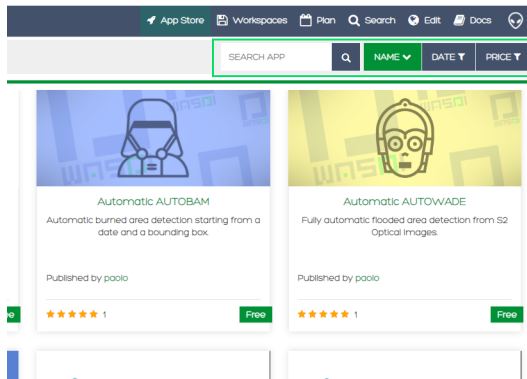 App Store Workspaces Plan Search Edit Docs
SEARCH APP NAME DATE PRICE
WASDI
WASDI
Automatic AUTOBAM
Automatic burned area detection starting from a
date and a bounding box.
Published by paolo
1 Free
Automatic AUTOWADE
Fully automatic flooded area detection from S2
Optical Images.
Published by paolo
1 Free